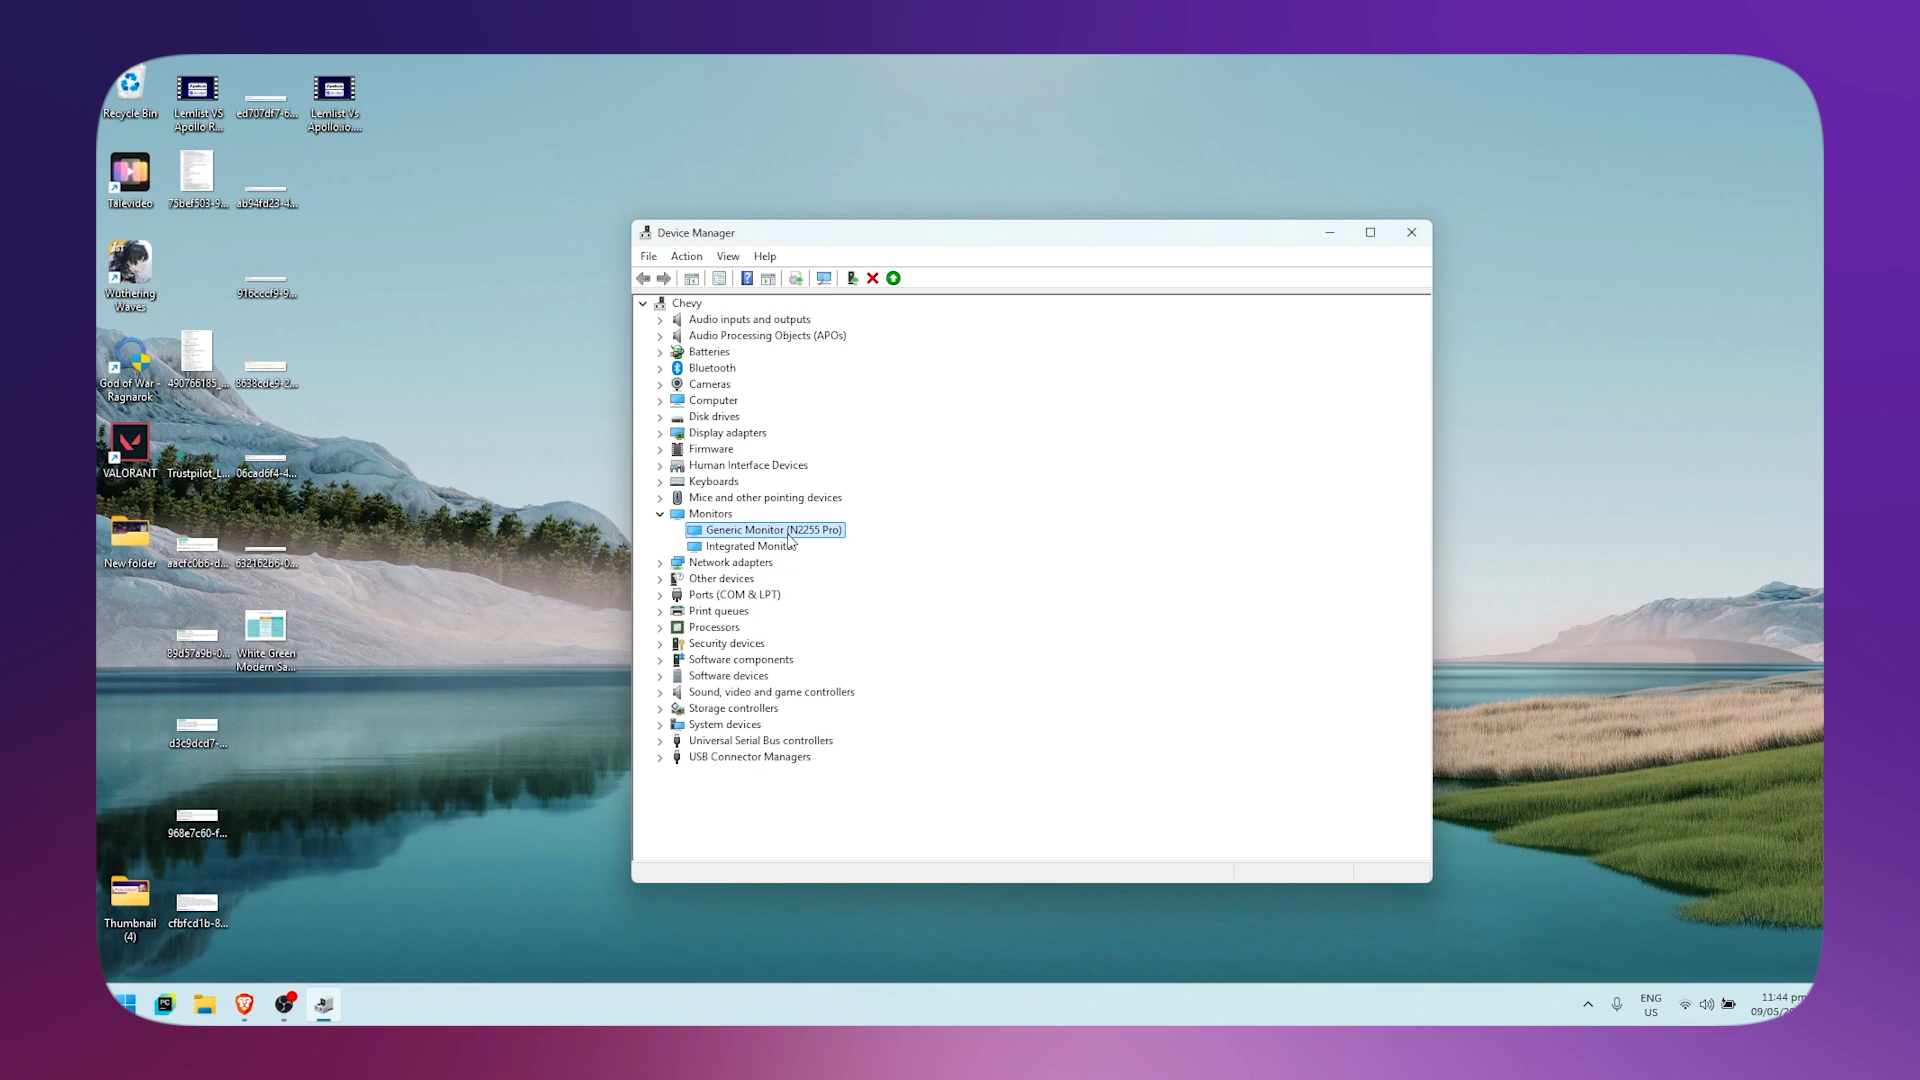 Recycle Bin
Lemlist VS
Apollo R...
ed707df7-6...
Lemlist Vs
Apollo.io....
Talevideo
75bef503-9...
ab94fd23-4...
Wuthering
Waves
916cccf9-9...
God of War -
Ragnarok
490766185_...
8638cde9-2...
VALORANT
Trustpilot_L...
06cad6f4-4...
New folder
aacfc0b6-d...
632162b6-0...
89d57a9b-0...
White Green
Modern Sa...
d3c9dcd7-...
968e7c60-f...
Thumbnail
(4)
cfbfcd1b-8...
Device Manager
File Action View Help
Chevy
Audio inputs and outputs
Audio Processing Objects (APOs)
Batteries
Bluetooth
Cameras
Computer
Disk drives
Display adapters
Firmware
Human Interface Devices
Keyboards
Mice and other pointing devices
Monitors
Generic Monitor (N2255 Pro)
Integrated Monitor
Network adapters
Other devices
Ports (COM & LPT)
Print queues
Processors
Security devices
Software components
Software devices
Sound, video and game controllers
Storage controllers
System devices
Universal Serial Bus controllers
USB Connector Managers
ENG
US
11:44 pm
09/05/